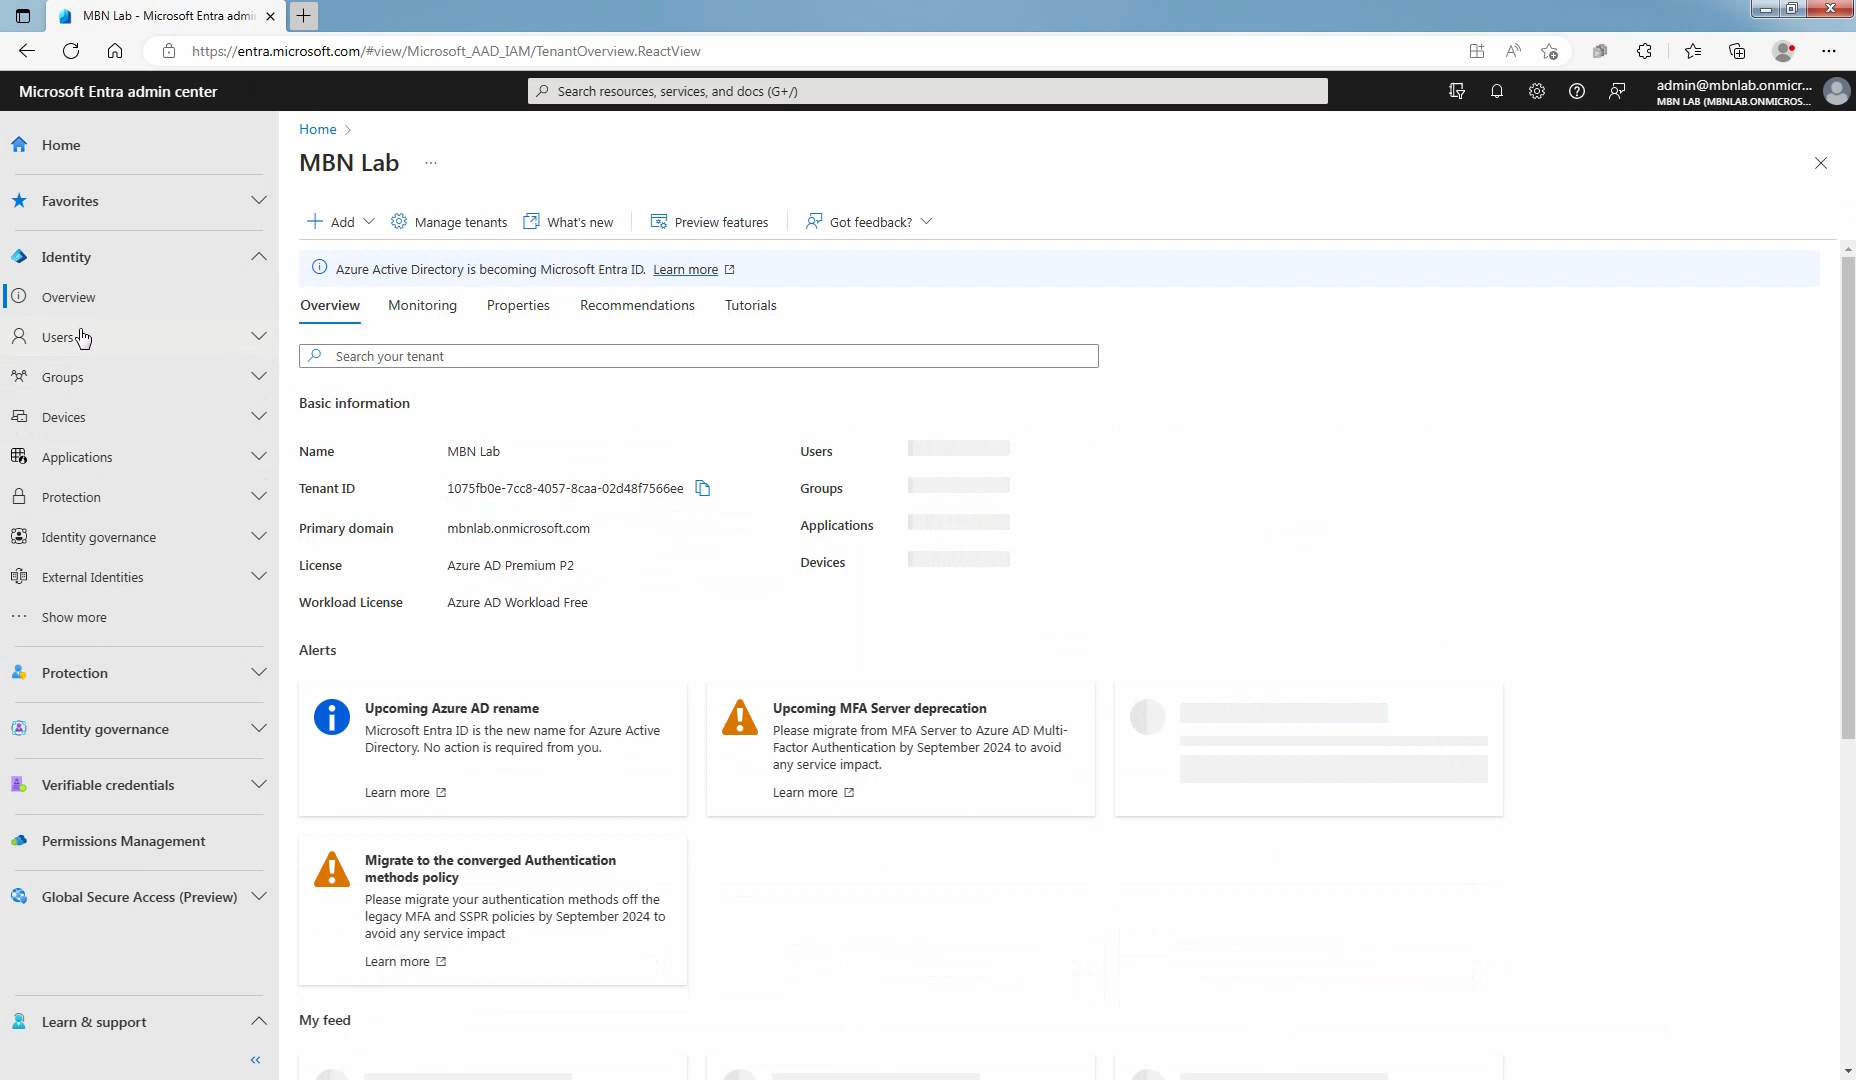 MBN Lab - Microsoft Entra admi
https://entra.microsoft.com/#view/Microsoft_AAD_IAM/TenantOverview.ReactView
Microsoft Entra admin center
Search resources, services, and docs (G+/)
admin@mbnlab.onmicr...
MBN LAB (MBNLAB.ONMICROS...
Home
Favorites
Identity
Overview
Users
Groups
Devices
Applications
Protection
Identity governance
External Identities
Show more
Protection
Identity governance
Verifiable credentials
Permissions Management
Global Secure Access (Preview)
Learn & support
Home
MBN Lab
Add
Manage tenants
What's new
Preview features
Got feedback?
Azure Active Directory is becoming Microsoft Entra ID. Learn more
Overview
Monitoring
Properties
Recommendations
Tutorials
Search your tenant
Basic information
Name
MBN Lab
Tenant ID
1075fb0e-7cc8-4057-8caa-02d48f7566ee
Primary domain
mbnlab.onmicrosoft.com
License
Azure AD Premium P2
Workload License
Azure AD Workload Free
Users
Groups
Applications
Devices
Alerts
Upcoming Azure AD rename
Microsoft Entra ID is the new name for Azure Active
Directory. No action is required from you.
Learn more
Upcoming MFA Server deprecation
Please migrate from MFA Server to Azure AD Multi-
Factor Authentication by September 2024 to avoid
any service impact.
Learn more
Migrate to the converged Authentication
methods policy
Please migrate your authentication methods off the
legacy MFA and SSPR policies by September 2024 to
avoid any service impact
Learn more
My feed